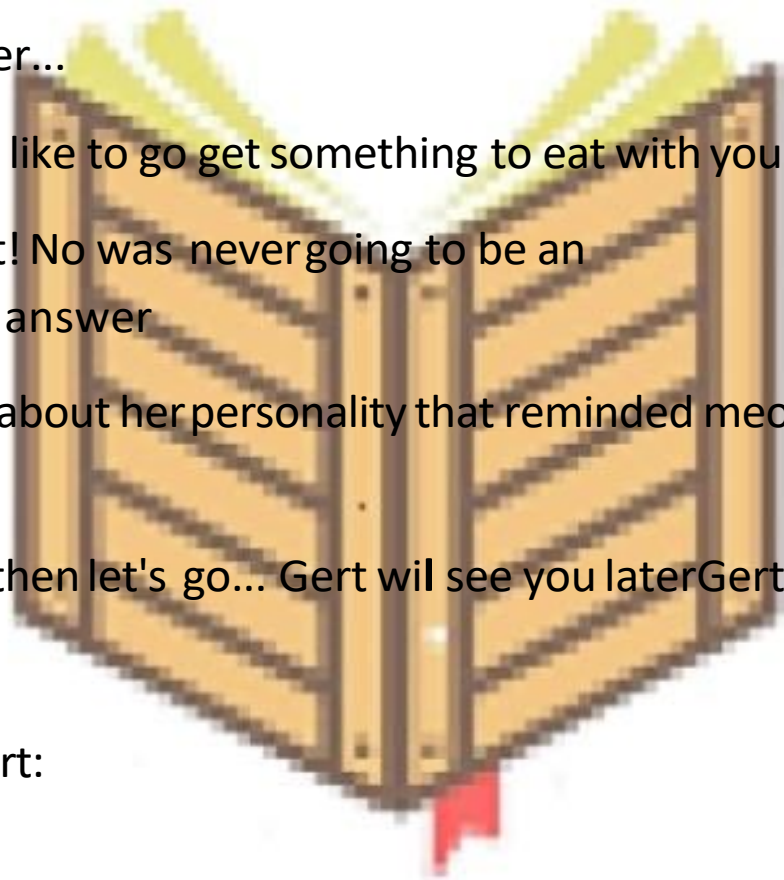 er...
like to go get something to eat with you
t! No was never going to be an
answer
about her personality that reminded me
then let's go... Gert wil see you laterGert
rt: